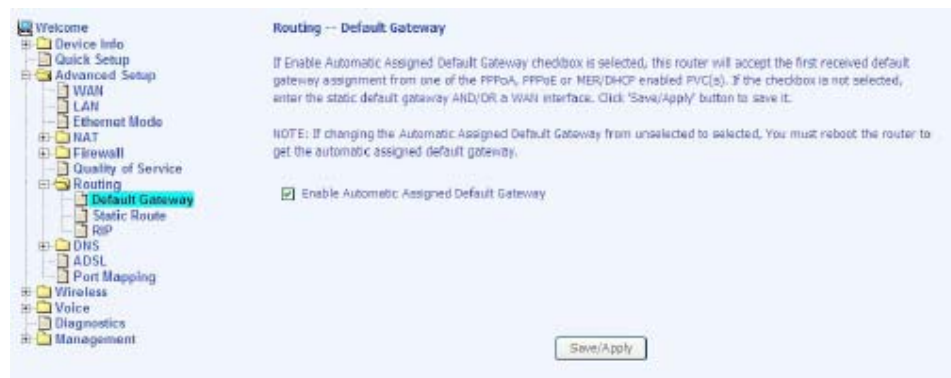 Welcome
Device Info
Quick Setup
Advanced Setup
WAN
LAN
Ethernet Mode
NAT
Firewall
Quality of Service
Routing
Default Gateway
Static Route
RIP
DNS
ADSL
Port Mapping
Wireless
Voice
Diagnostics
Management
Routing -- Default Gateway
If Enable Automatic Assigned Default Gateway checkbox is selected, this router will accept the first received default
gateway assignment from one of the PPPoA, PPPoE or MER/DHCP enabled PVC(s). If the checkbox is not selected,
enter the static default gateway AND/OR a WAN interface. Click 'Save/Apply' button to save it.
NOTE: If changing the Automatic Assigned Default Gateway from unselected to selected, You must reboot the router to
get the automatic assigned default gateway.
Enable Automatic Assigned Default Gateway
Save/Apply